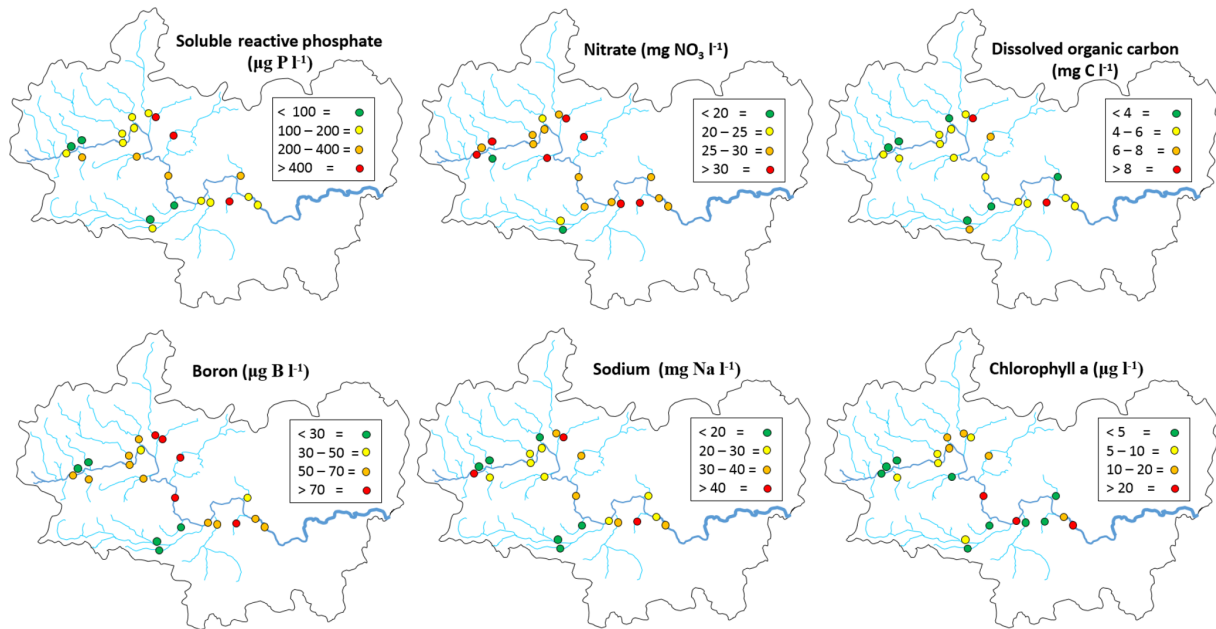 Soluble reactive phosphate
(µg P l⁻¹)
< 100 =
100 – 200 =
200 – 400 =
> 400 =
Nitrate (mg NO₃ l⁻¹)
< 20 =
20 – 25 =
25 – 30 =
> 30 =
Dissolved organic carbon
(mg C l⁻¹)
< 4 =
4 – 6 =
6 – 8 =
> 8 =
Boron (µg B l⁻¹)
< 30 =
30 – 50 =
50 – 70 =
> 70 =
Sodium (mg Na l⁻¹)
< 20 =
20 – 30 =
30 – 40 =
> 40 =
Chlorophyll a (µg l⁻¹)
< 5 =
5 – 10 =
10 – 20 =
> 20 =